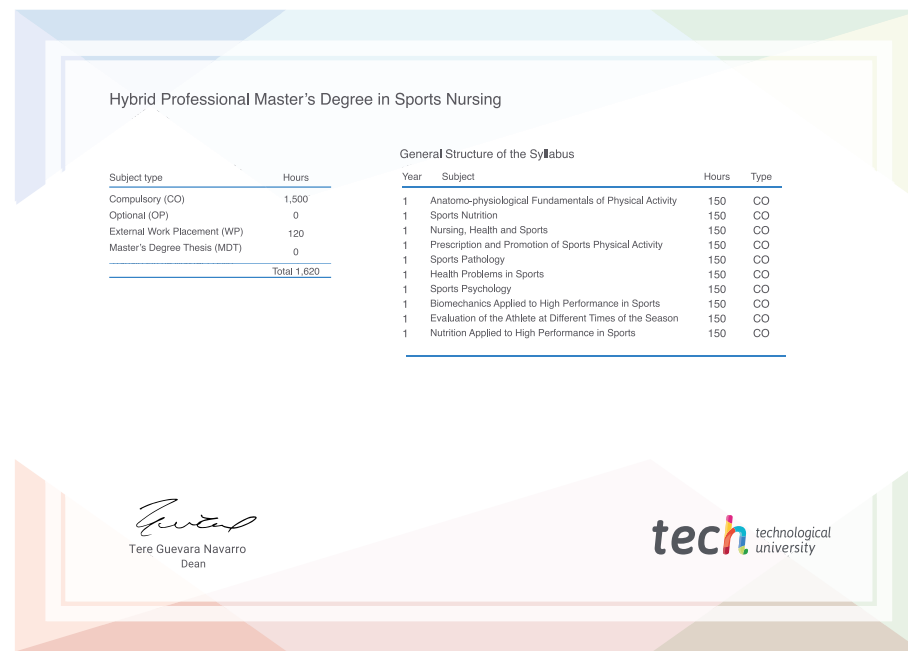 Hybrid Professional Master's Degree in Sports Nursing
Subject type Hours
Compulsory (CO) 1,500
Optional (OP) 0
External Work Placement (WP) 120
Master's Degree Thesis (MDT) 0
Total 1,620
General Structure of the Syllabus
Year Subject Hours Type
1 Anatomo-physiological Fundamentals of Physical Activity 150 CO
1 Sports Nutrition 150 CO
1 Nursing, Health and Sports 150 CO
1 Prescription and Promotion of Sports Physical Activity 150 CO
1 Sports Pathology 150 CO
1 Health Problems in Sports 150 CO
1 Sports Psychology 150 CO
1 Biomechanics Applied to High Performance in Sports 150 CO
1 Evaluation of the Athlete at Different Times of the Season 150 CO
1 Nutrition Applied to High Performance in Sports 150 CO
Tere Guevara Navarro
Dean
tech technological
university